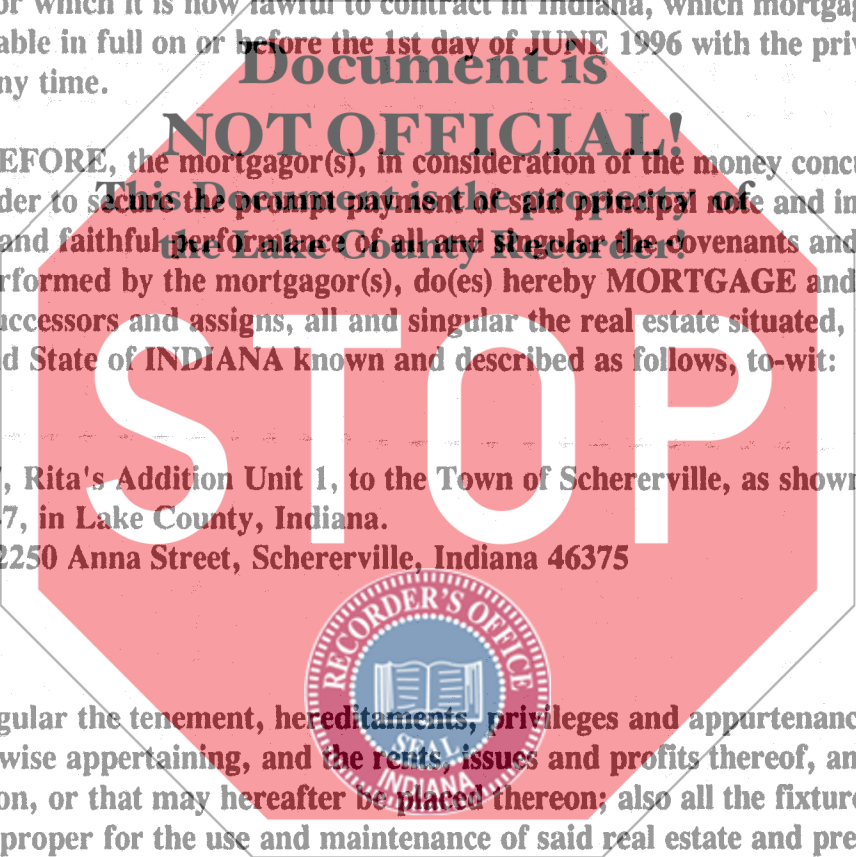 or which it is now lawful to contract in Indiana, which mortgag
able in full on or before the 1st day of JUNE 1996 with the priv
ny time.
Document is
NOT OFFICIAL!
This Document is the property of
the Lake County Recorder!
EFORE, the mortgagor(s), in consideration of the money concu
der to secure the prompt payment of said principal note and in
and faithful performance of all and singular the covenants and
rformed by the mortgagor(s), do(es) hereby MORTGAGE and
uccessors and assigns, all and singular the real estate situated,
d State of INDIANA known and described as follows, to-wit:
STOP
, Rita's Addition Unit 1, to the Town of Schererville, as shown
7, in Lake County, Indiana.
2250 Anna Street, Schererville, Indiana 46375
RECORDER'S OFFICE
SEAL
INDIANA
gular the tenement, hereditaments, privileges and appurtenanc
wise appertaining, and the rents, issues and profits thereof, an
on, or that may hereafter be placed thereon; also all the fixture
proper for the use and maintenance of said real estate and pre